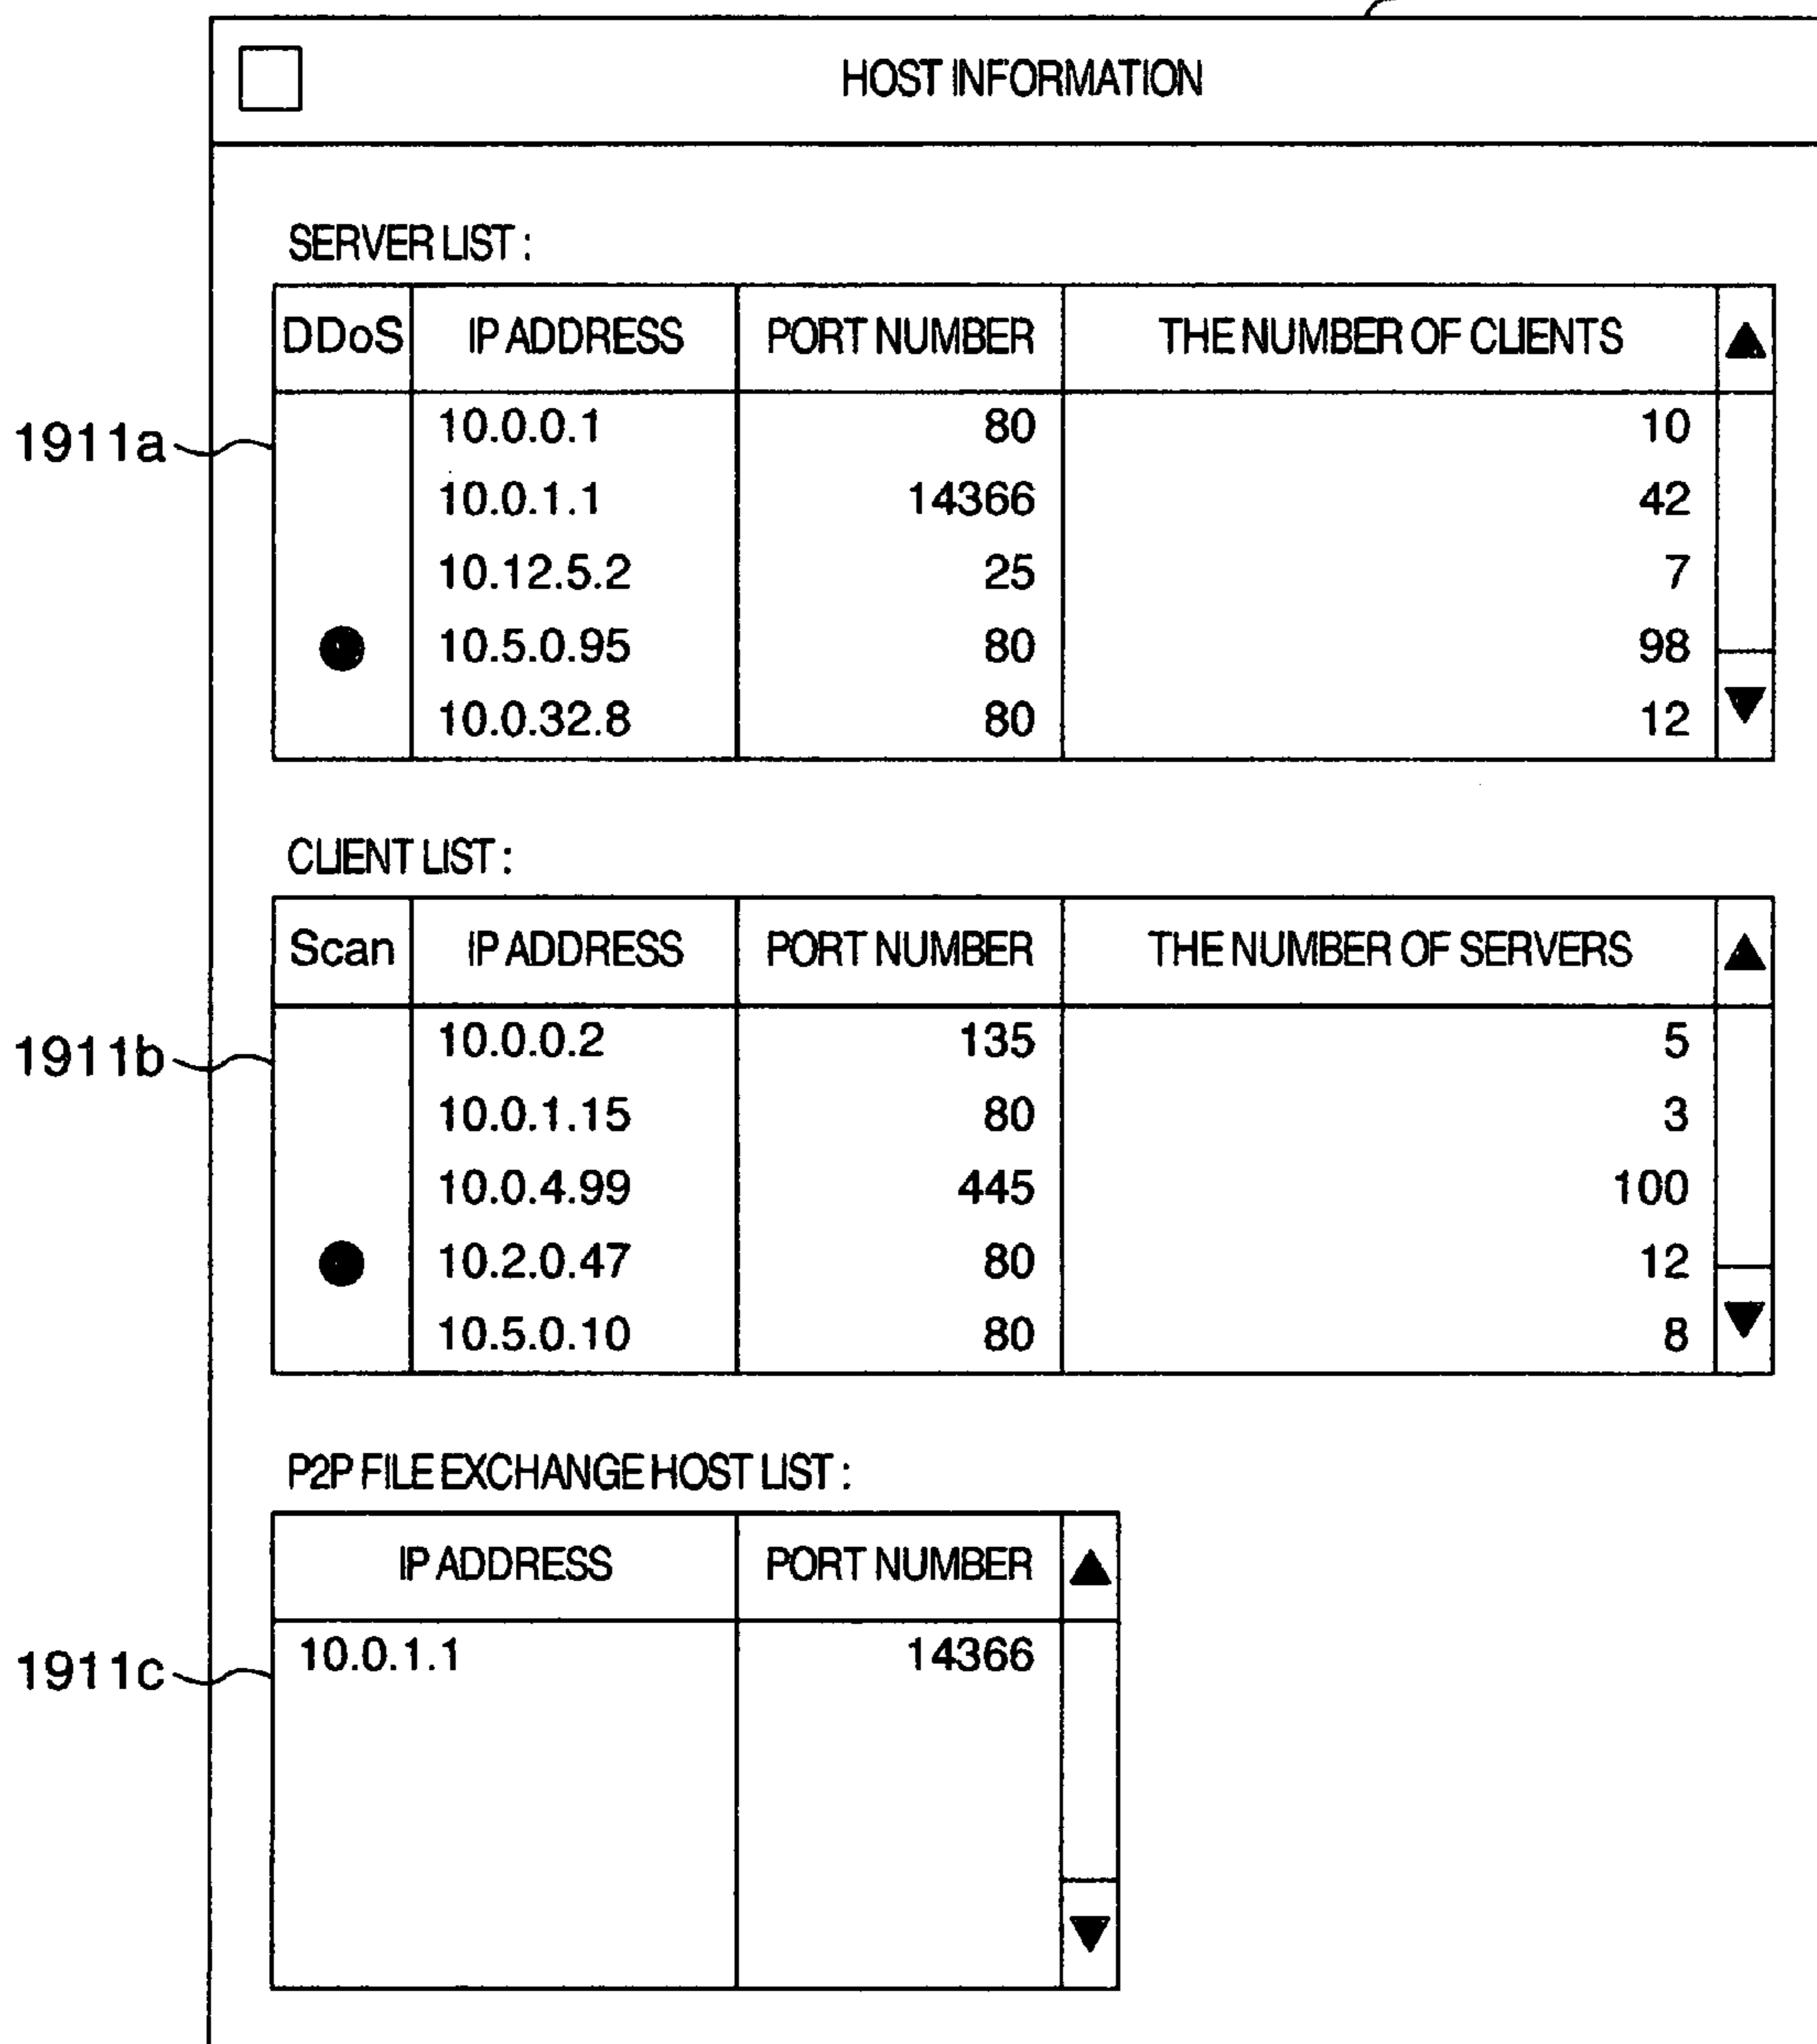 HOST INFORMATION
SERVER LIST :
DDoS IP ADDRESS PORT NUMBER THE NUMBER OF CLIENTS
1911a
10.0.0.1 80 10
10.0.1.1 14366 42
10.12.5.2 25 7
10.5.0.95 80 98
10.0.32.8 80 12
CLIENT LIST :
Scan IP ADDRESS PORT NUMBER THE NUMBER OF SERVERS
1911b
10.0.0.2 135 5
10.0.1.15 80 3
10.0.4.99 445 100
10.2.0.47 80 12
10.5.0.10 80 8
P2P FILE EXCHANGE HOST LIST :
IP ADDRESS PORT NUMBER
1911c
10.0.1.1 14366